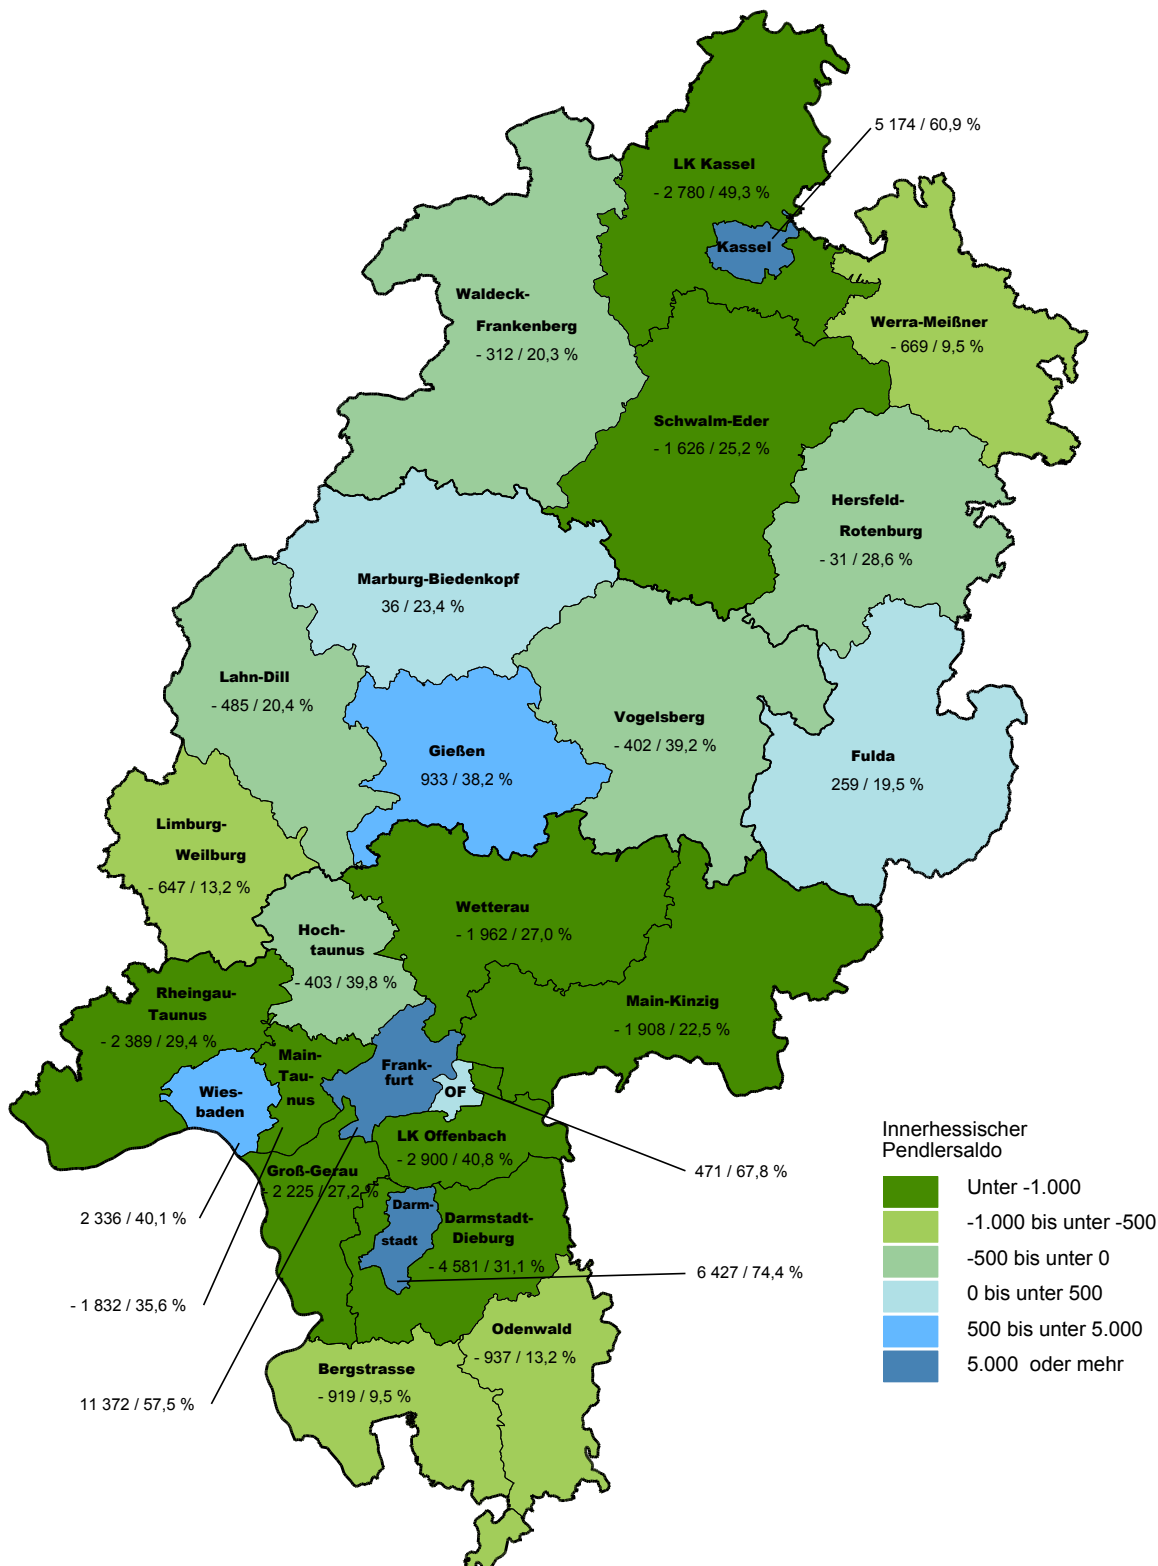 5 174 / 60,9 %
LK Kassel
- 2 780 / 49,3 %
Kassel
Waldeck-
Frankenberg
- 312 / 20,3 %
Werra-Meißner
- 669 / 9,5 %
Schwalm-Eder
- 1 626 / 25,2 %
Hersfeld-
Rotenburg
- 31 / 28,6 %
Marburg-Biedenkopf
36 / 23,4 %
Lahn-Dill
- 485 / 20,4 %
Vogelsberg
- 402 / 39,2 %
Gießen
933 / 38,2 %
Fulda
259 / 19,5 %
Limburg-
Weilburg
- 647 / 13,2 %
Wetterau
- 1 962 / 27,0 %
Hoch-
taunus
- 403 / 39,8 %
Rheingau-
Taunus
- 2 389 / 29,4 %
Main-Kinzig
- 1 908 / 22,5 %
Main-
Tau-
nus
Frank-
furt
OF
Wies-
baden
LK Offenbach
- 2 900 / 40,8 %
Groß-Gerau
- 2 225 / 27,2 %
471 / 67,8 %
2 336 / 40,1 %
Darm-
stadt
Darmstadt-
Dieburg
- 4 581 / 31,1 %
6 427 / 74,4 %
- 1 832 / 35,6 %
Odenwald
- 937 / 13,2 %
Bergstrasse
- 919 / 9,5 %
11 372 / 57,5 %
Innerhessischer
Pendlersaldo
Unter -1.000
-1.000 bis unter -500
-500 bis unter 0
0 bis unter 500
500 bis unter 5.000
5.000 oder mehr